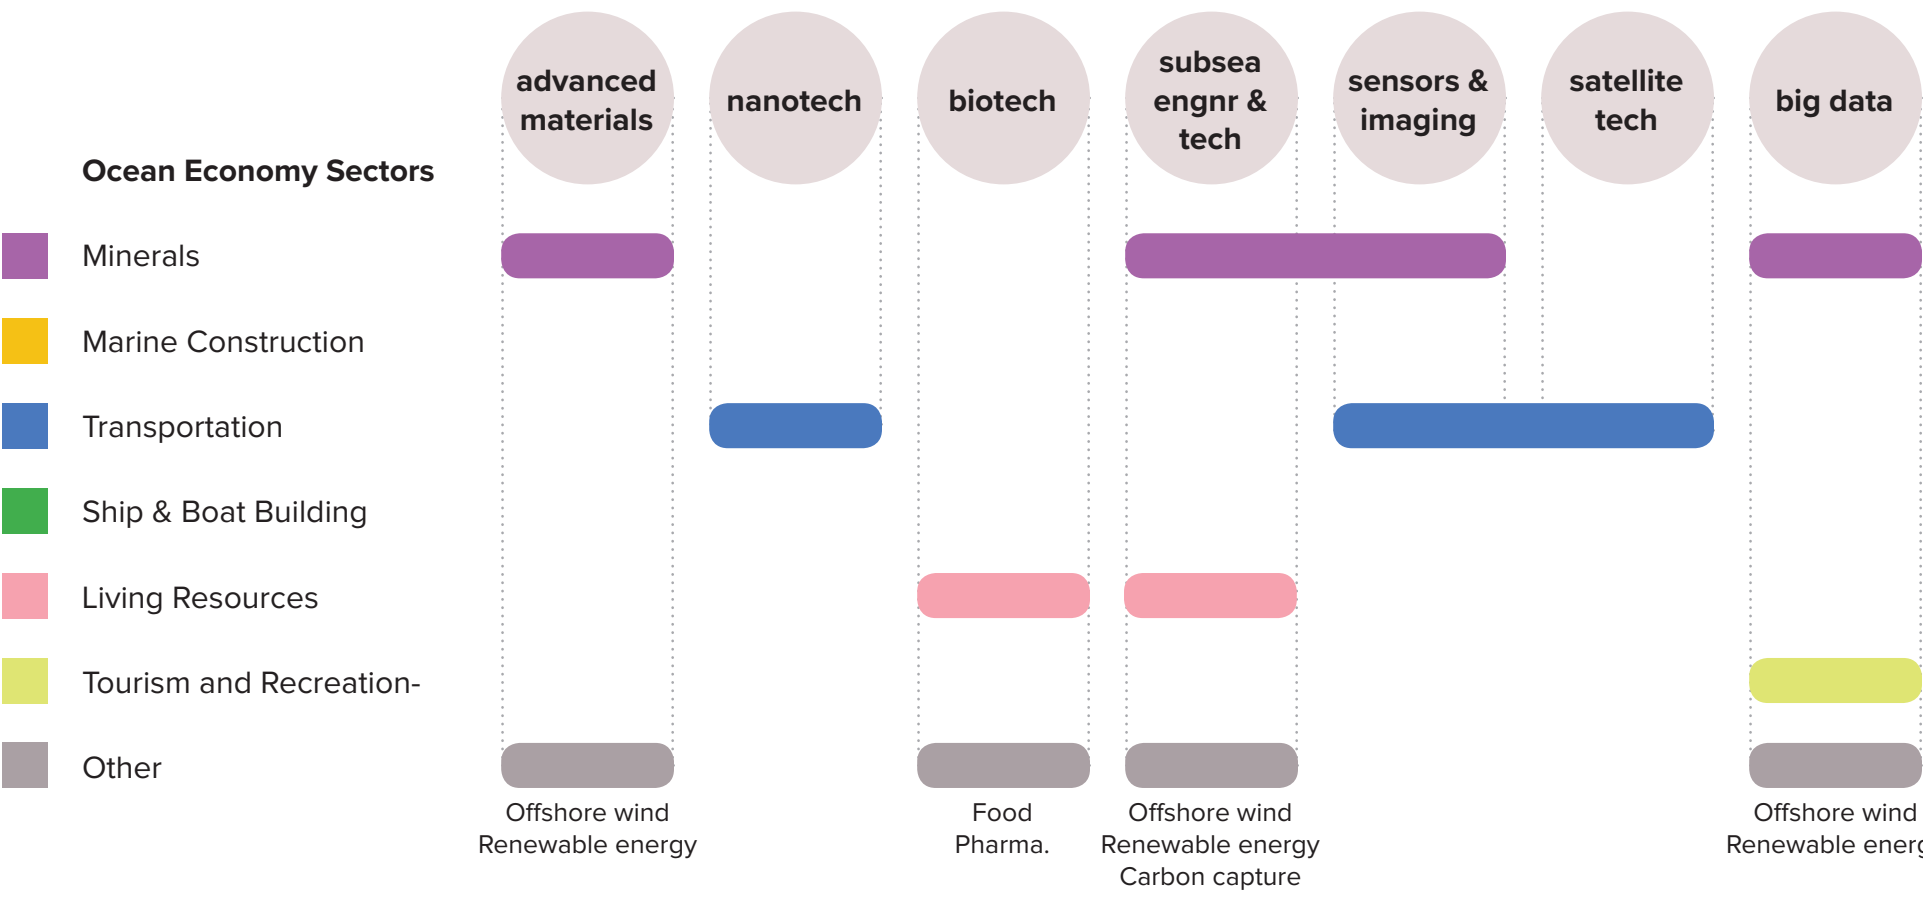 advanced
materials
nanotech
biotech
subsea
engnr &
tech
sensors &
imaging
satellite
tech
big data
Ocean Economy Sectors
Minerals
Marine Construction
Transportation
Ship & Boat Building
Living Resources
Tourism and Recreation-
Other
Offshore wind
Renewable energy
Food
Pharma.
Offshore wind
Renewable energy
Carbon capture
Offshore wind
Renewable